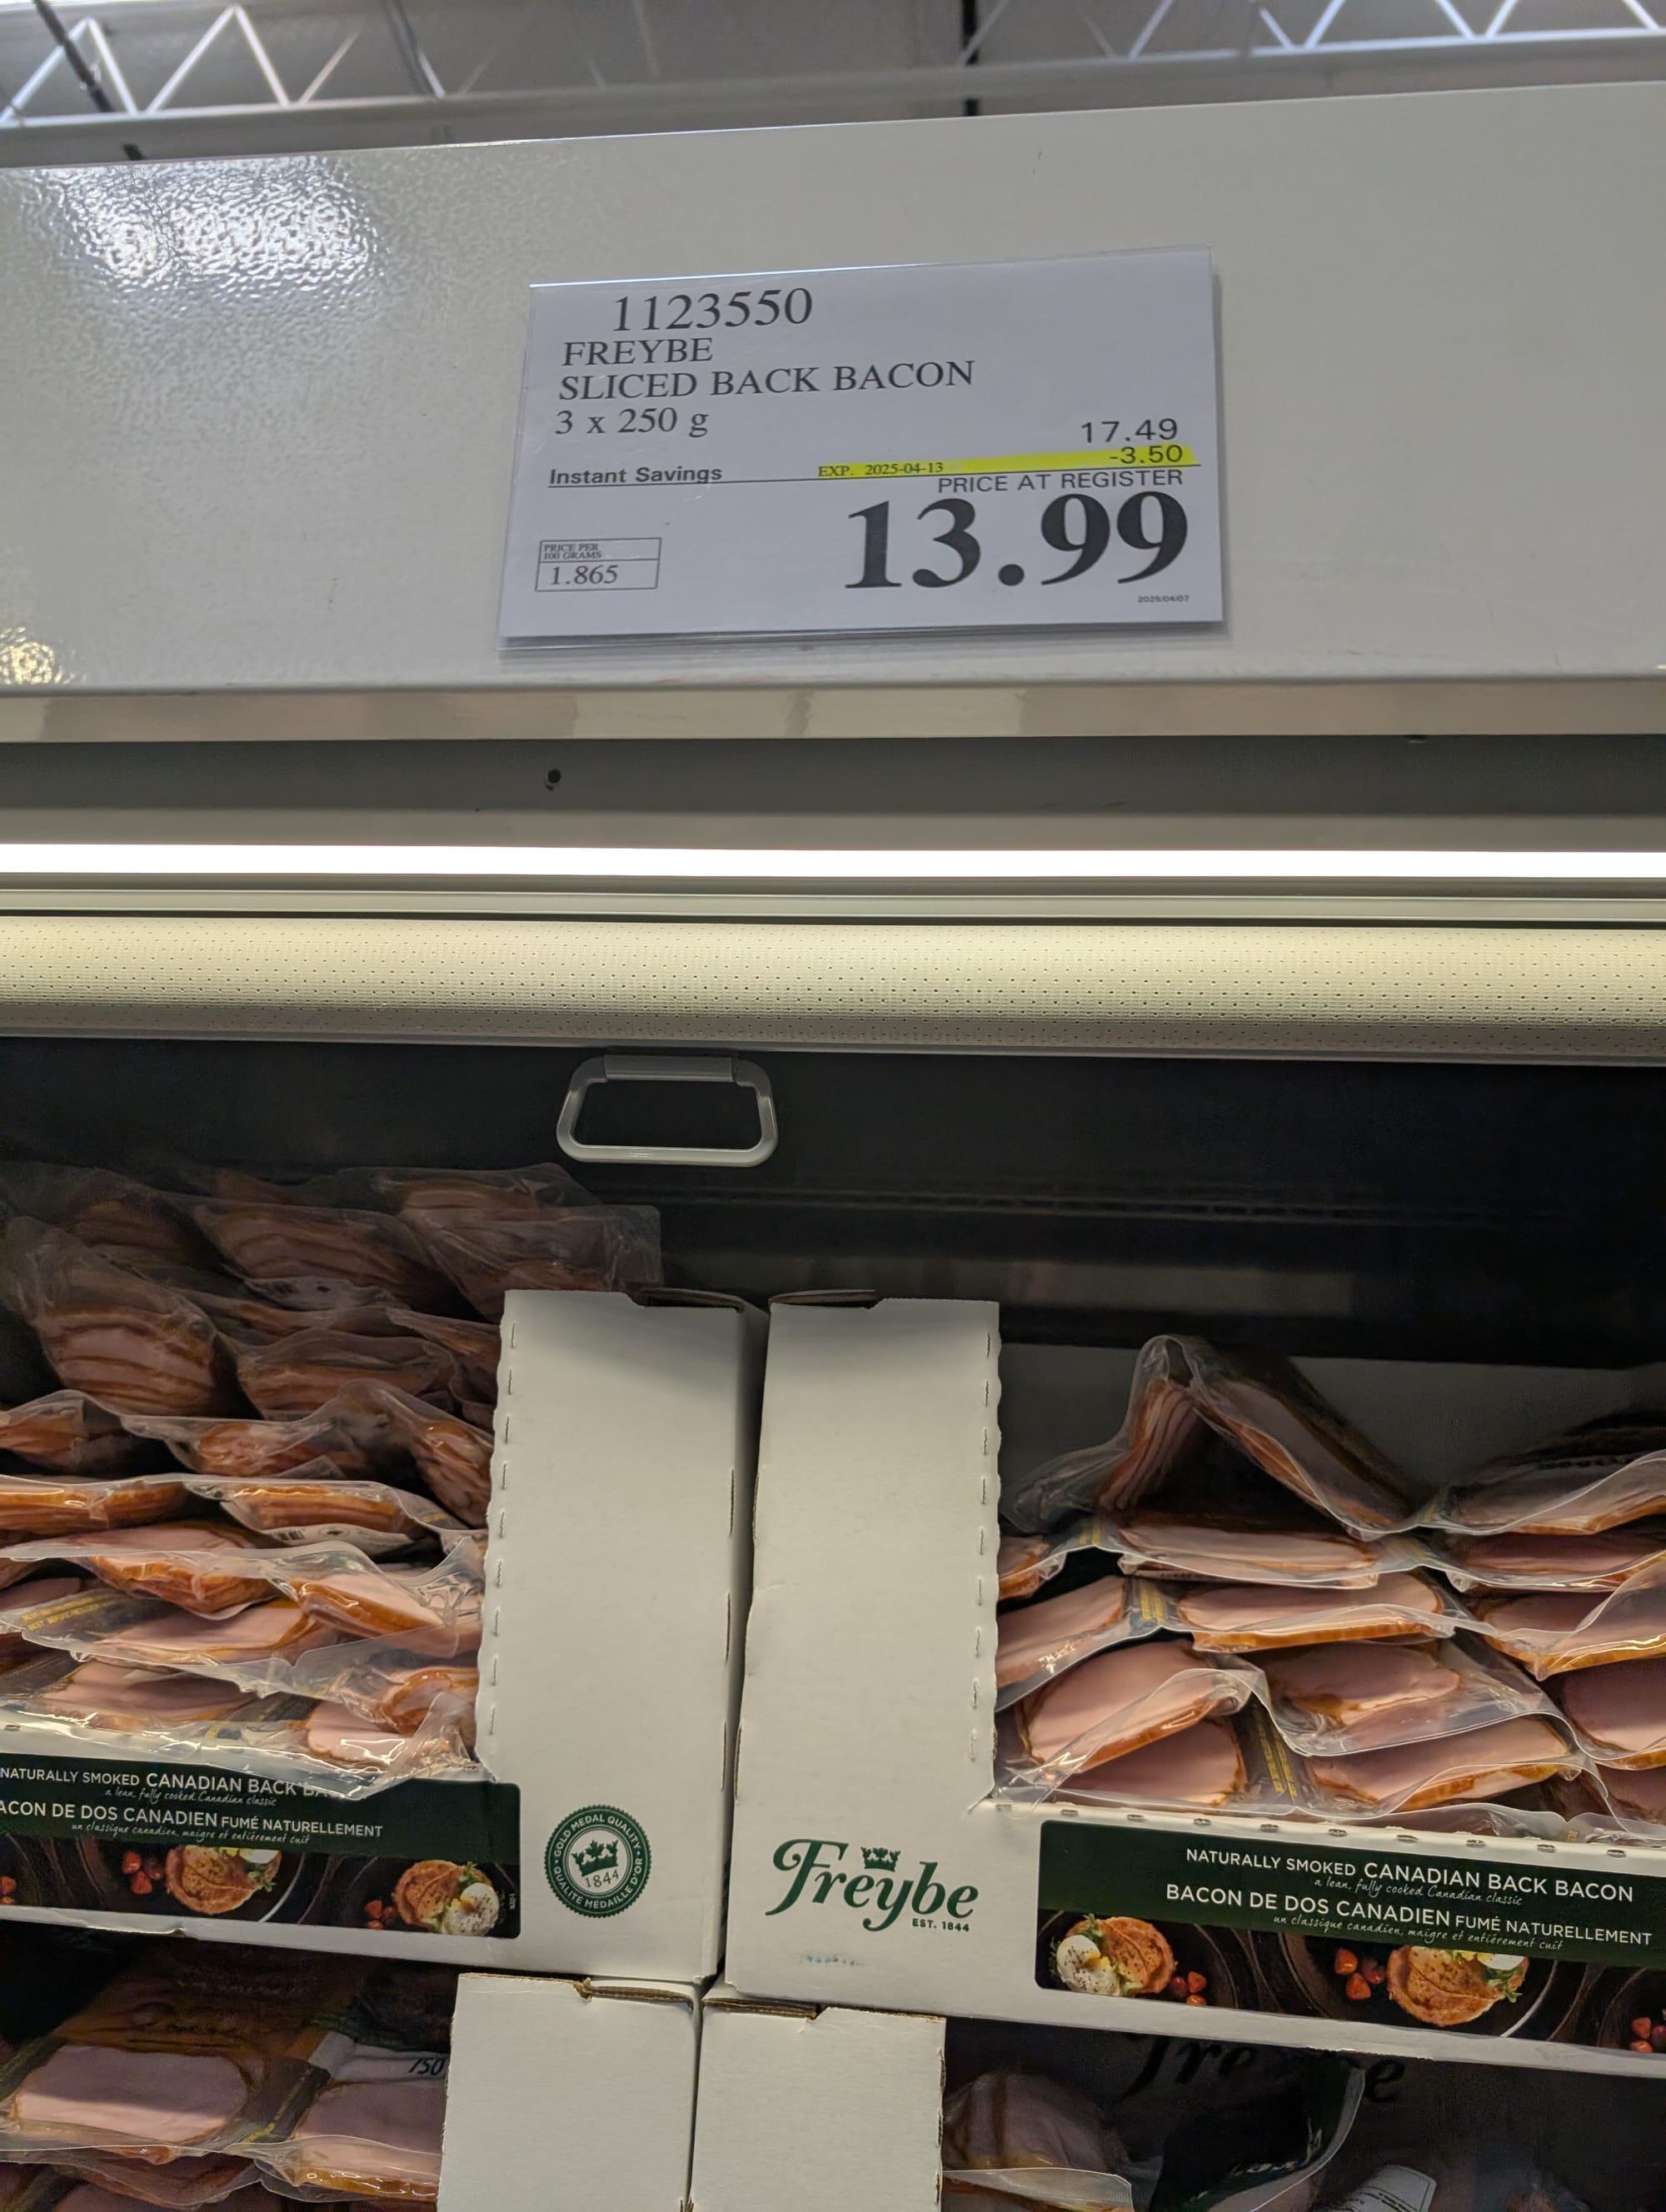 1123550
FREYBE
SLICED BACK BACON
3 x 250 g
17.49
-3.50
Instant Savings
EXP. 2025-04-13
PRICE AT REGISTER
13.99
PRICE PER
100 GRAMS
1.865
2025/04/07
NATURALLY SMOKED CANADIAN BACK
a lean, fully cooked Canadian classic
ACON DE DOS CANADIEN FUMÉ NATURELLEMENT
un classique canadien, maigre et entièrement cuit
GOLD MEDAL QUALITY
1844
QUALITÉ MÉDAILLE D'OR
Freybe
EST. 1844
NATURALLY SMOKED CANADIAN BACK BACON
a lean, fully cooked Canadian classic
BACON DE DOS CANADIEN FUMÉ NATURELLEMENT
un classique canadien, maigre et entièrement cuit
750